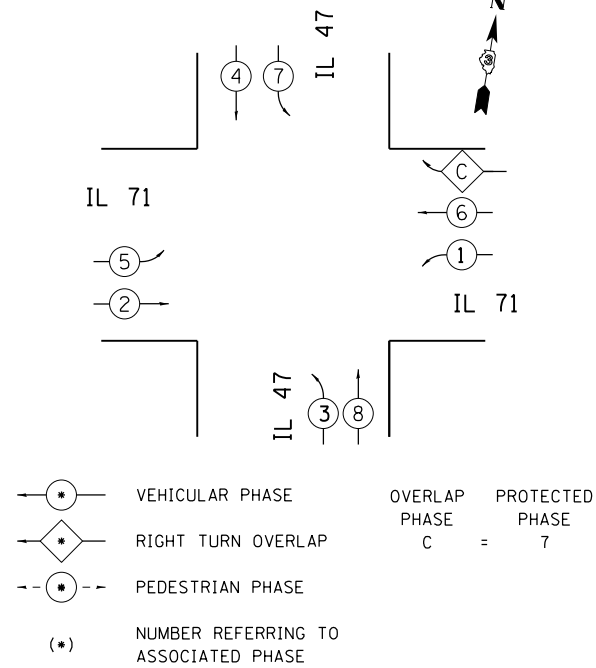 IL 47
N
3
4 7
C
IL 71
6
5
1
2
IL 71
IL 47
3 8
* VEHICULAR PHASE
* RIGHT TURN OVERLAP
* PEDESTRIAN PHASE
(*) NUMBER REFERRING TO
ASSOCIATED PHASE
OVERLAP PROTECTED
PHASE PHASE
C = 7